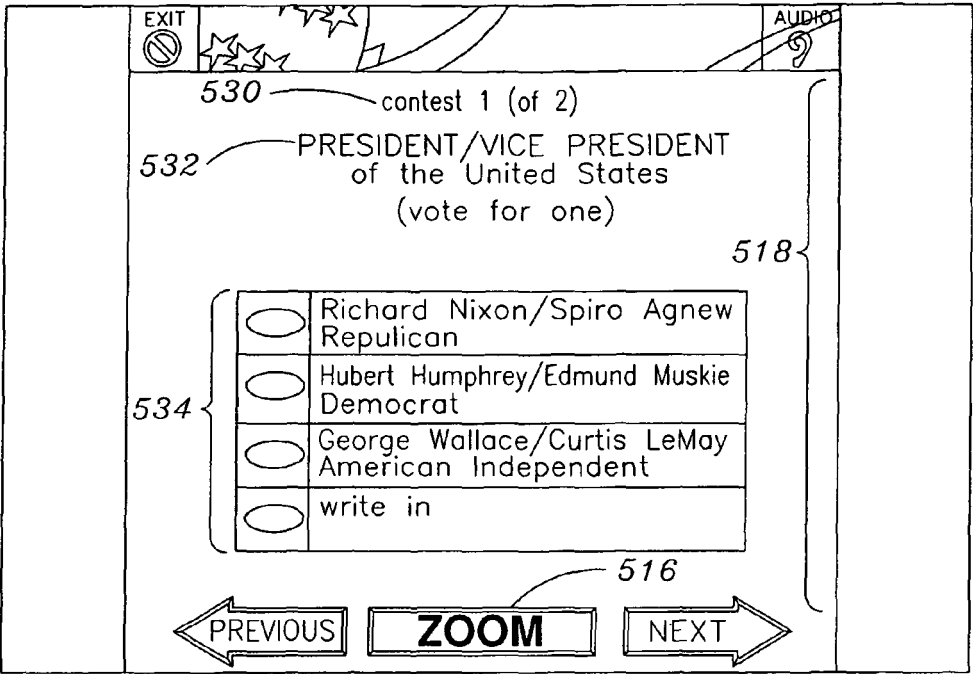 EXIT
AUDIO
530
contest 1 (of 2)
532
PRESIDENT/VICE PRESIDENT
of the United States
(vote for one)
518
534
Richard Nixon/Spiro Agnew
Repulican
Hubert Humphrey/Edmund Muskie
Democrat
George Wallace/Curtis LeMay
American Independent
write in
516
PREVIOUS
ZOOM
NEXT